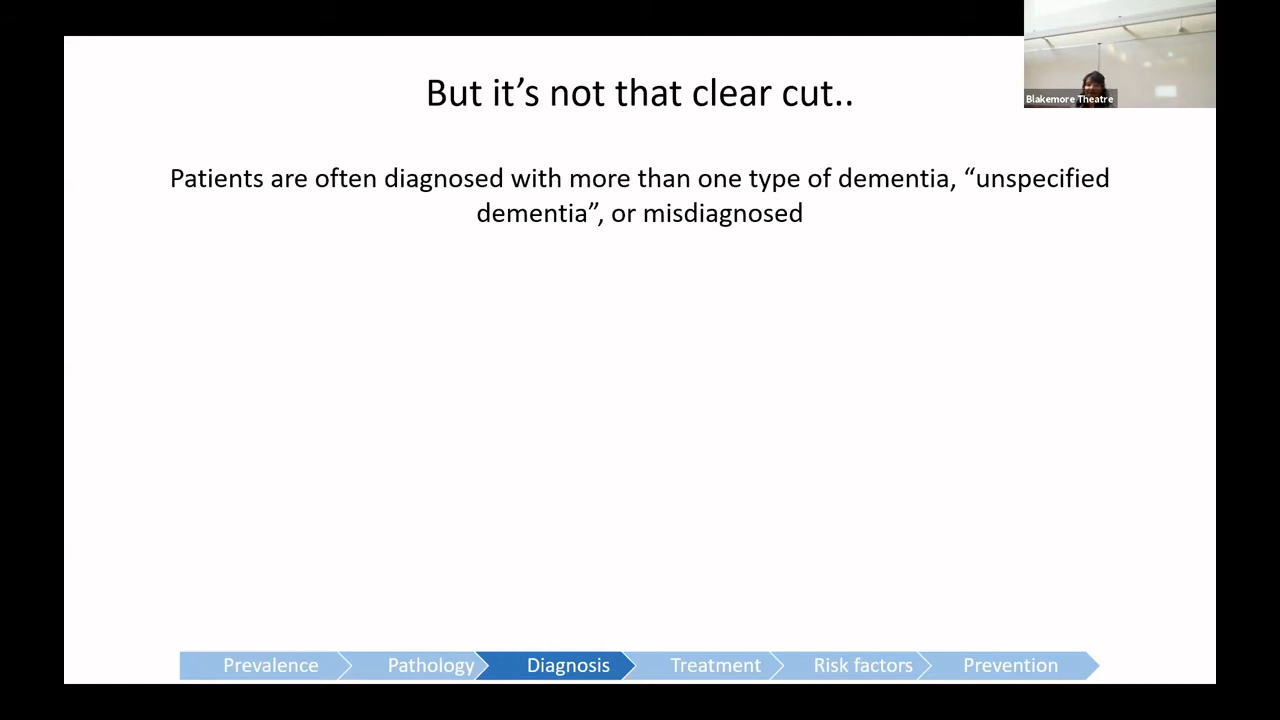 But it's not that clear cut..
Blakemore Theatre
Patients are often diagnosed with more than one type of dementia, “unspecified
dementia”, or misdiagnosed
Prevalence
Pathology
Diagnosis
Treatment
Risk factors
Prevention